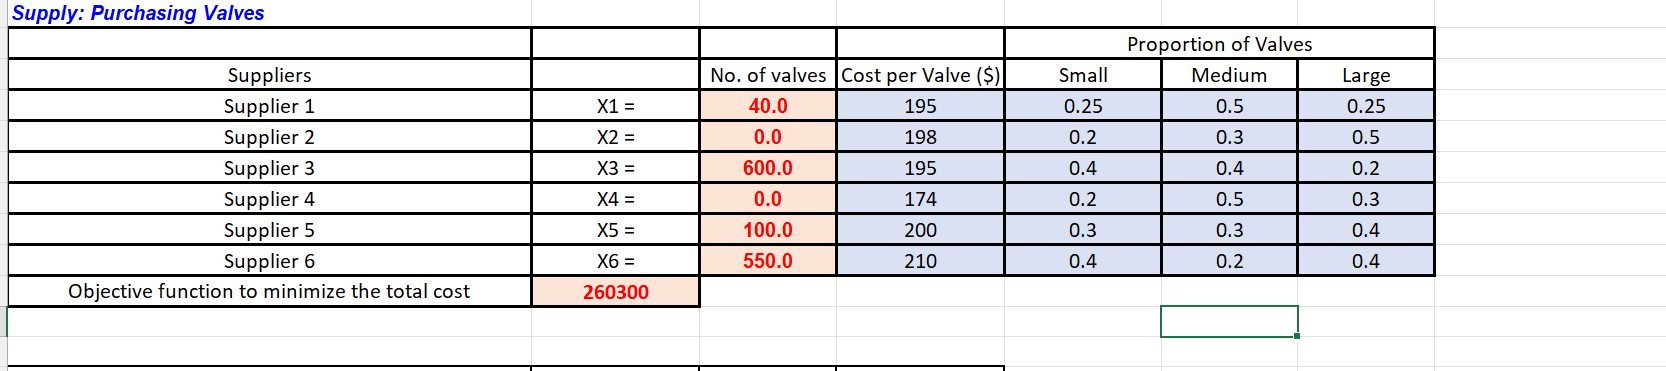 Supply: Purchasing Valves
Proportion of Valves
Suppliers No. of valves Cost per Valve ($) Small Medium Large
Supplier 1 X1 = 40.0 195 0.25 0.5 0.25
Supplier 2 X2 = 0.0 198 0.2 0.3 0.5
Supplier 3 X3 = 600.0 195 0.4 0.4 0.2
Supplier 4 X4 = 0.0 174 0.2 0.5 0.3
Supplier 5 X5 = 100.0 200 0.3 0.3 0.4
Supplier 6 X6 = 550.0 210 0.4 0.2 0.4
Objective function to minimize the total cost 260300